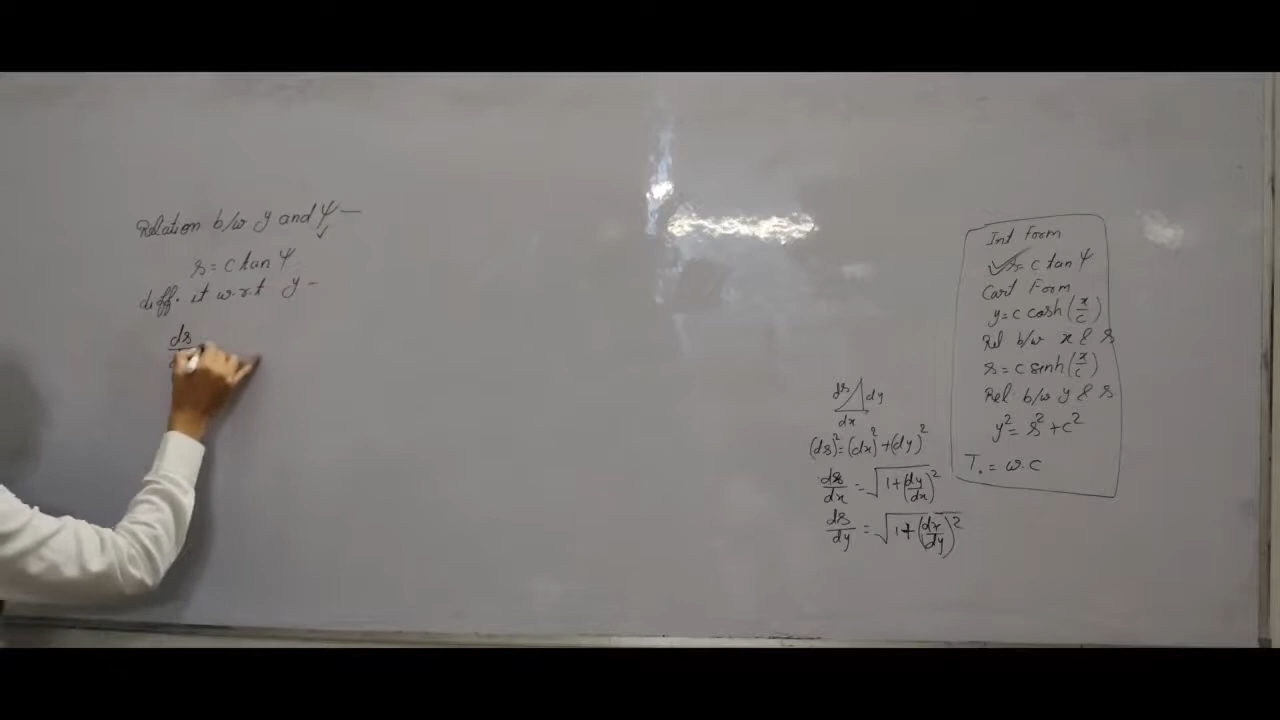 Relation b/w y and ψ —
s = c tan ψ
diff. it w.r.t y -
ds
Int Form
s = c tan ψ
Cart Form
y = c cosh (x/c)
Rel b/w x & s
s = c sinh (x/c)
Rel. b/w y & s
y² = s² + c²
T₀ = w.c
ds dy
dx
(ds)² = (dx)² + (dy)²
ds/dx = √1+(dy/dx)²
ds/dy = √1+(dx/dy)²